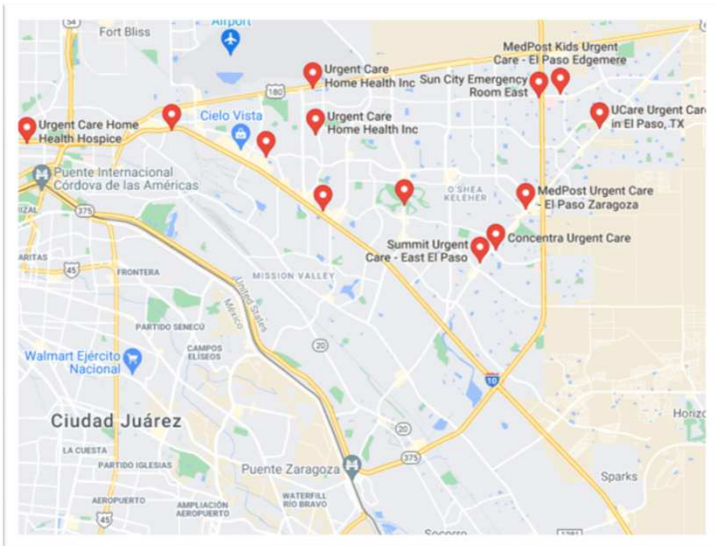 54
Airport
Fort Bliss
MedPost Kids Urgent
Care - El Paso Edgemere
Urgent Care
Home Health Inc
180
Sun City Emergency
Room East
Cielo Vista
Urgent Care
Home Health Inc
UCare Urgent Care
in El Paso, TX
Urgent Care Home
Health Hospice
Puente Internacional
Córdova de las Américas
O'SHEA
KELEHER
MedPost Urgent Care
- El Paso Zaragoza
375
Summit Urgent
Care - East El Paso
Concentra Urgent Care
45
FRONTERA
MISSION VALLEY
United States
México
PARTIDO SENECÚ
CAMPOS
ELÍSEOS
20
Walmart Ejército
Nacional
10
Ciudad Juárez
Horizo
20
LA CUESTA
PARTIDO IGLESIAS
375
Puente Zaragoza
Sparks
AEROPUERTO
AMPLIACIÓN
AEROPUERTO
WATERFILL
RÍO BRAVO
45
Socorro
1281